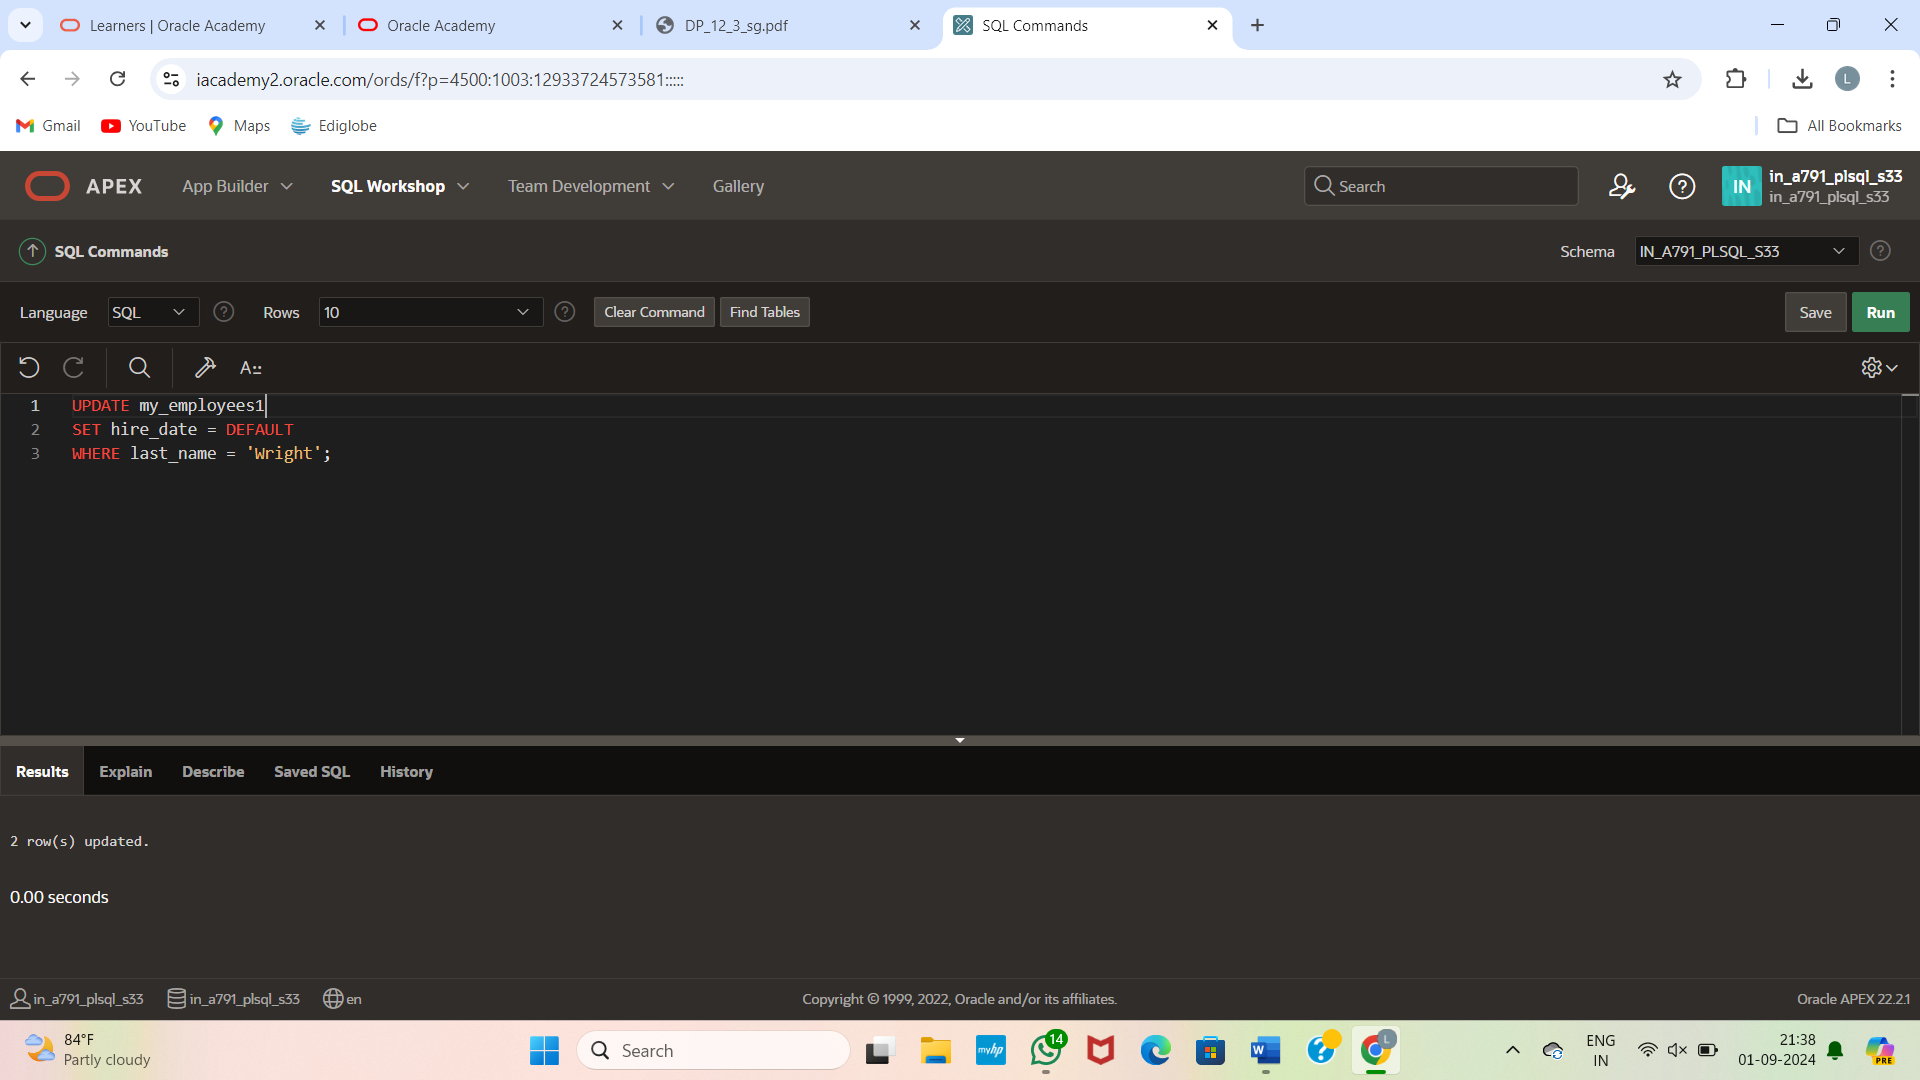 Learners | Oracle Academy
Oracle Academy
DP_12_3_sg.pdf
SQL Commands
iacademy2.oracle.com/ords/f?p=4500:1003:12933724573581:::::
L
Gmail
YouTube
Maps
Ediglobe
All Bookmarks
APEX
App Builder
SQL Workshop
Team Development
Gallery
Search
IN
in_a791_plsql_s33
in_a791_plsql_s33
SQL Commands
Schema
IN_A791_PLSQL_S33
Language
SQL
Rows
10
Clear Command
Find Tables
Save
Run
A::
1 UPDATE my_employees1
2 SET hire_date = DEFAULT
3 WHERE last_name = 'Wright';
Results
Explain
Describe
Saved SQL
History
2 row(s) updated.
0.00 seconds
in_a791_plsql_s33
in_a791_plsql_s33
en
Copyright © 1999, 2022, Oracle and/or its affiliates.
Oracle APEX 22.2.1
84°F
Partly cloudy
Search
myhp
14
W
L
ENG
IN
21:38
01-09-2024
PRE